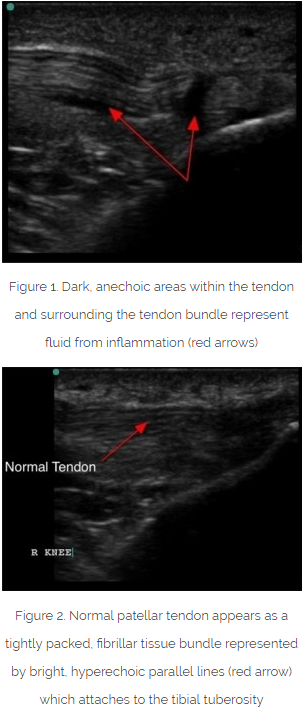 Figure 1. Dark, anechoic areas within the tendon
and surrounding the tendon bundle represent
fluid from inflammation (red arrows)
Normal Tendon
R KNEE
Figure 2. Normal patellar tendon appears as a
tightly packed, fibrillar tissue bundle represented
by bright, hyperechoic parallel lines (red arrow)
which attaches to the tibial tuberosity